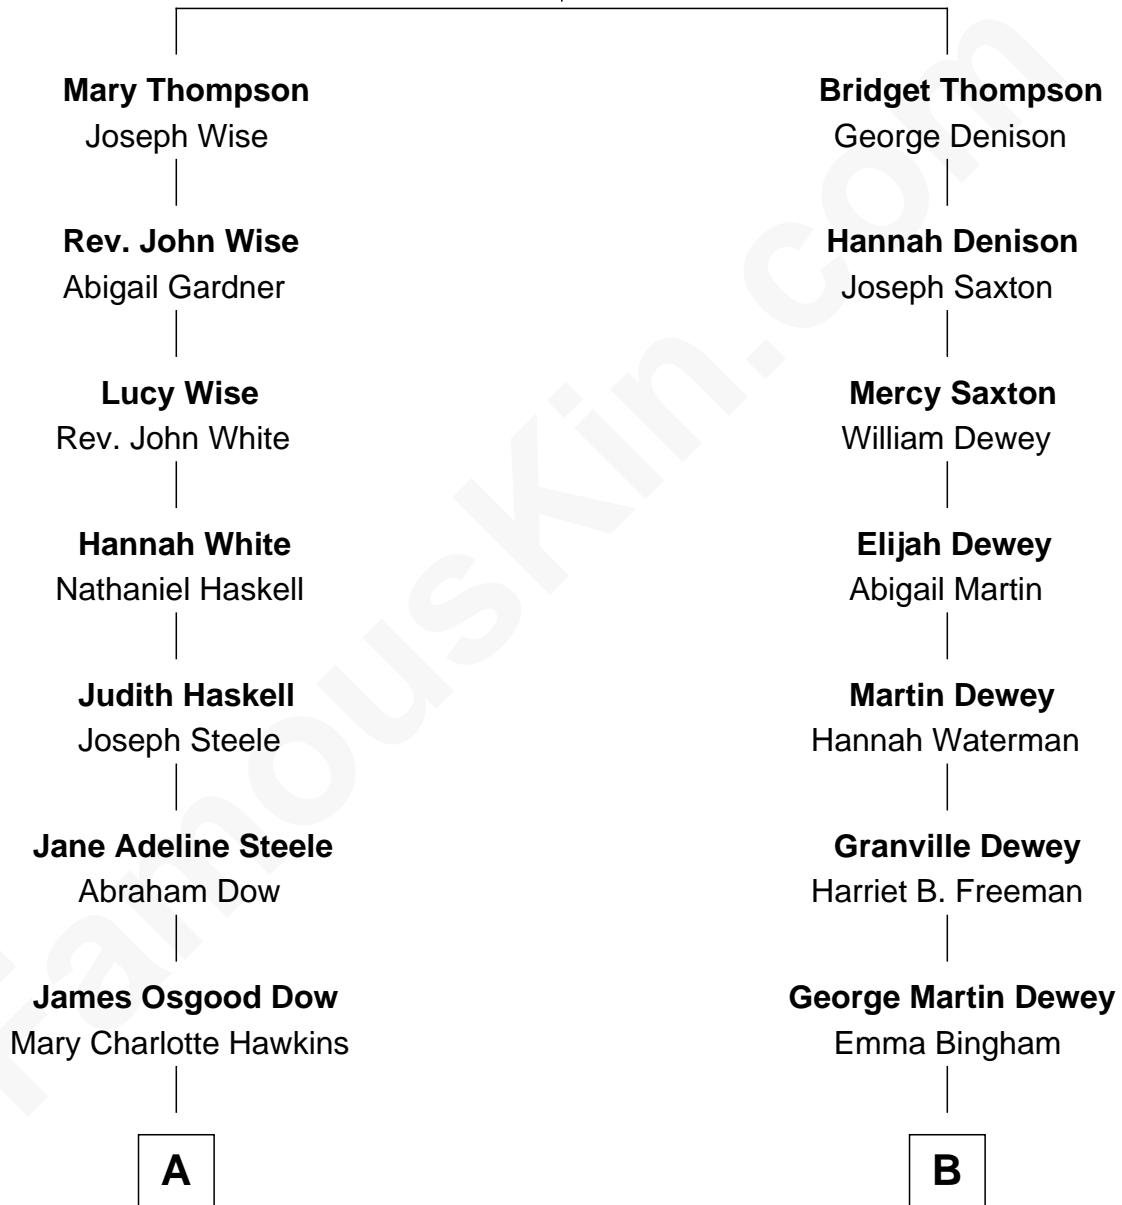 Mary Thompson
Joseph Wise
Bridget Thompson
George Denison
Rev. John Wise
Abigail Gardner
Hannah Denison
Joseph Saxton
Lucy Wise
Rev. John White
Mercy Saxton
William Dewey
Hannah White
Nathaniel Haskell
Elijah Dewey
Abigail Martin
Judith Haskell
Joseph Steele
Martin Dewey
Hannah Waterman
Jane Adeline Steele
Abraham Dow
Granville Dewey
Harriet B. Freeman
James Osgood Dow
Mary Charlotte Hawkins
George Martin Dewey
Emma Bingham
A
B
FamousKin.com